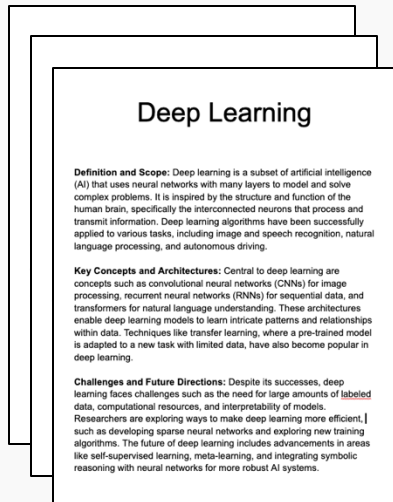 Deep Learning
Definition and Scope: Deep learning is a subset of artificial intelligence
(AI) that uses neural networks with many layers to model and solve
complex problems. It is inspired by the structure and function of the
human brain, specifically the interconnected neurons that process and
transmit information. Deep learning algorithms have been successfully
applied to various tasks, including image and speech recognition, natural
language processing, and autonomous driving.
Key Concepts and Architectures: Central to deep learning are
concepts such as convolutional neural networks (CNNs) for image
processing, recurrent neural networks (RNNs) for sequential data, and
transformers for natural language understanding. These architectures
enable deep learning models to learn intricate patterns and relationships
within data. Techniques like transfer learning, where a pre-trained model
is adapted to a new task with limited data, have also become popular in
deep learning.
Challenges and Future Directions: Despite its successes, deep
learning faces challenges such as the need for large amounts of labeled
data, computational resources, and interpretability of models.
Researchers are exploring ways to make deep learning more efficient,
such as developing sparse neural networks and exploring new training
algorithms. The future of deep learning includes advancements in areas
like self-supervised learning, meta-learning, and integrating symbolic
reasoning with neural networks for more robust AI systems.